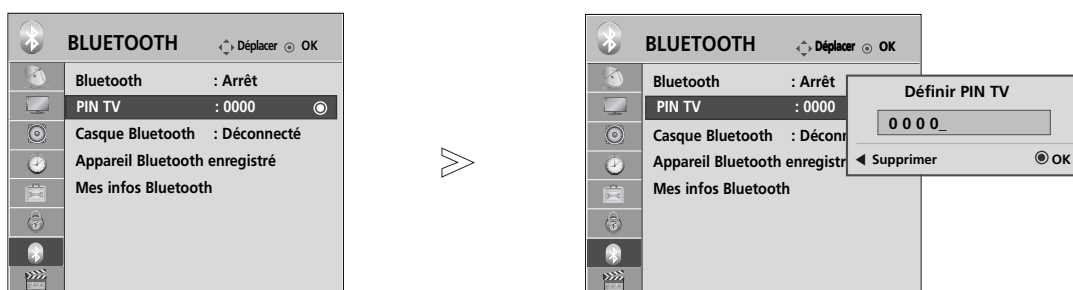 BLUETOOTH Déplacer OK
Bluetooth : Arrêt
PIN TV : 0000
Casque Bluetooth : Déconnecté
Appareil Bluetooth enregistré
Mes infos Bluetooth
BLUETOOTH Déplacer OK
Bluetooth : Arrêt
PIN TV : 0000
Casque Bluetooth : Déconn
Appareil Bluetooth enregistr
Mes infos Bluetooth
Définir PIN TV
0 0 0 0_
Supprimer OK